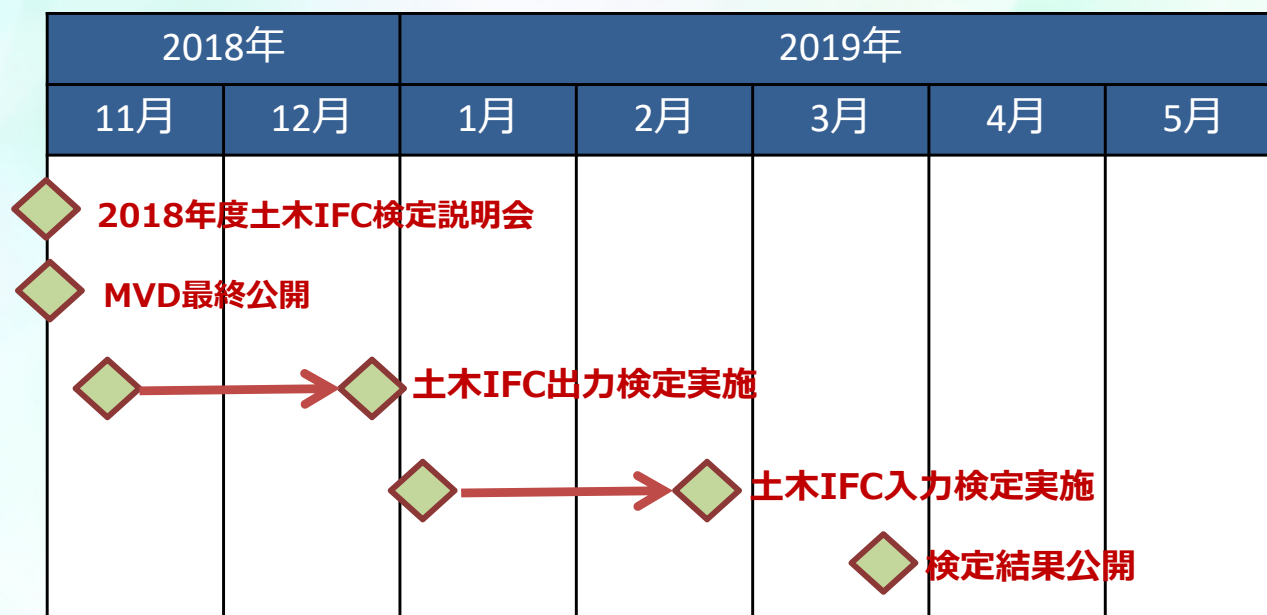 2018年 2019年
11月 12月 1月 2月 3月 4月 5月
2018年度土木IFC検定説明会
MVD最終公開
土木IFC出力検定実施
土木IFC入力検定実施
検定結果公開